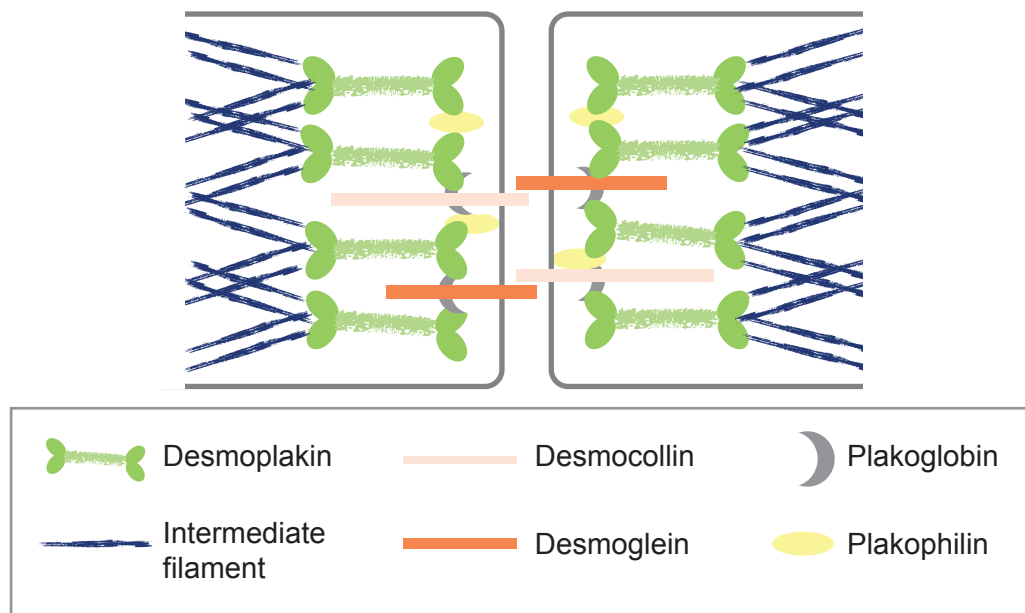 Desmoplakin
Desmocollin
Plakoglobin
Intermediate
filament
Desmoglein
Plakophilin